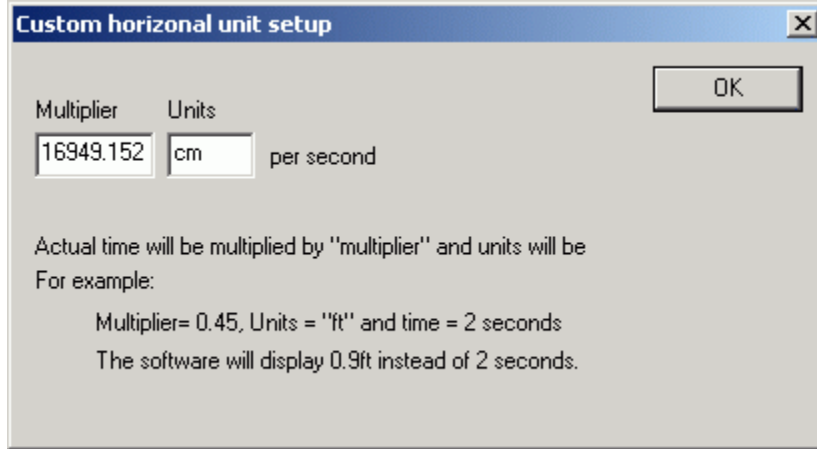 Custom horizonal unit setup
OK
Multiplier Units
16949.152 cm per second
Actual time will be multiplied by "multiplier" and units will be
For example:
Multiplier= 0.45, Units = "ft" and time = 2 seconds
The software will display 0.9ft instead of 2 seconds.